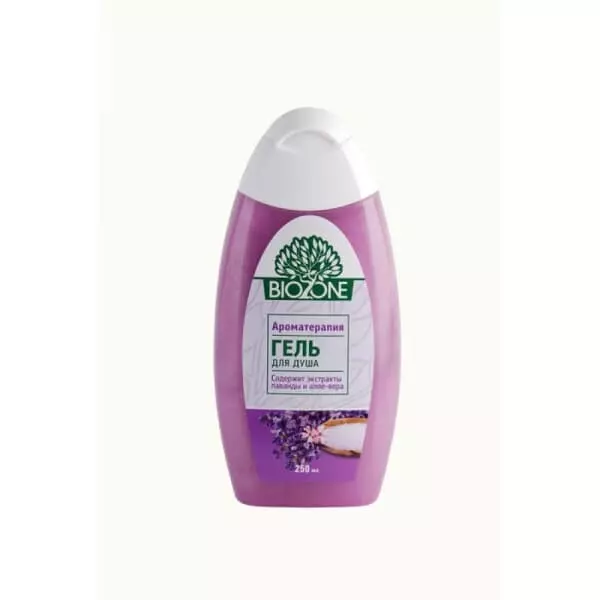 BIOZONE
Ароматерапия
ГЕЛЬ
ДЛЯ ДУША
Содержит экстракты
лаванды и алоэ-вера
250 мл